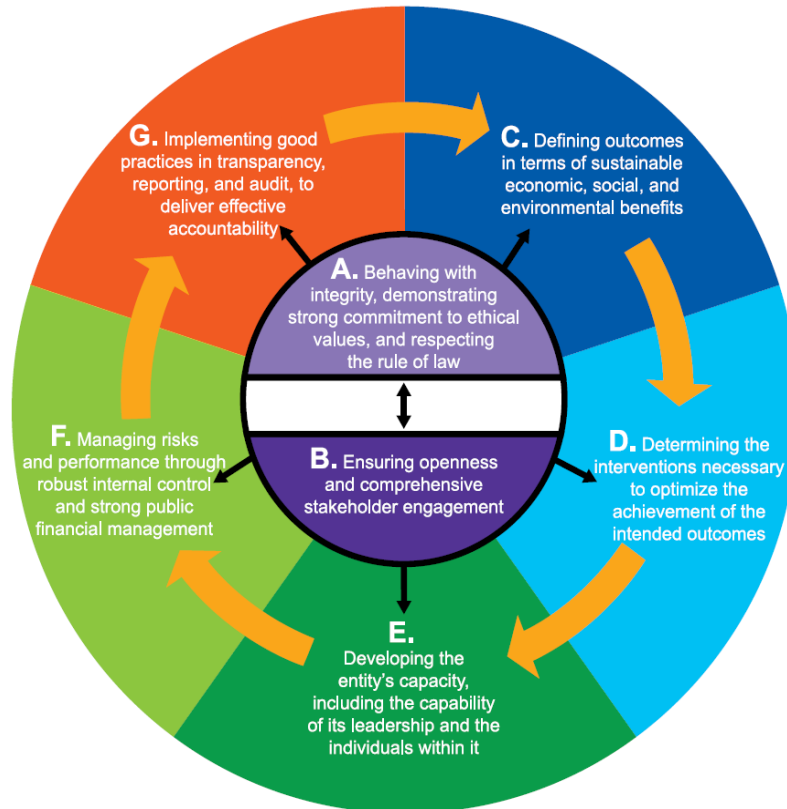 G. Implementing good
practices in transparency,
reporting, and audit, to
deliver effective
accountability
C. Defining outcomes
in terms of sustainable
economic, social, and
environmental benefits
A. Behaving with
integrity, demonstrating
strong commitment to ethical
values, and respecting
the rule of law
F. Managing risks
and performance through
robust internal control
and strong public
financial management
B. Ensuring openness
and comprehensive
stakeholder engagement
D. Determining the
interventions necessary
to optimize the
achievement of the
intended outcomes
E.
Developing the
entity's capacity,
including the capability
of its leadership and the
individuals within it